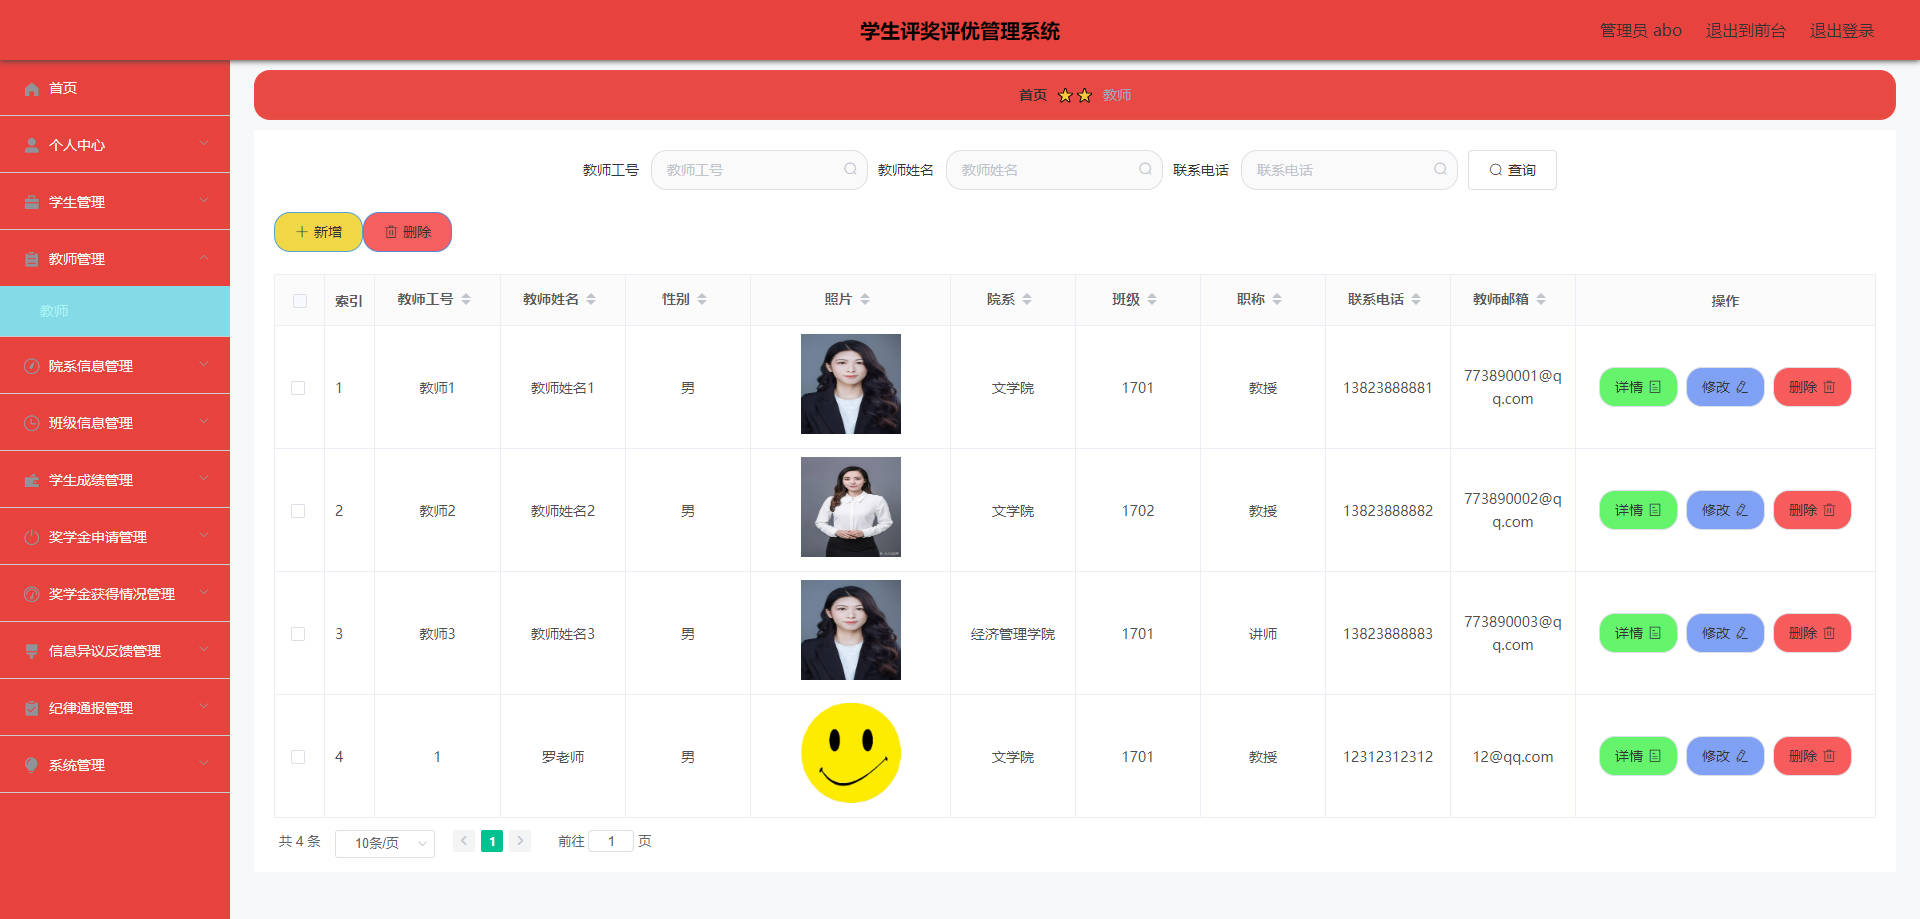 学生评奖评优管理系统
管理员 abo 退出到前台 退出登录
首页
个人中心
学生管理
教师管理
教师
院系信息管理
班级信息管理
学生成绩管理
奖学金申请管理
奖学金获得情况管理
信息异议反馈管理
纪律通报管理
系统管理
首页 教师
教师工号 教师工号 教师姓名 教师姓名 联系电话 联系电话 查询
新增 删除
索引 教师工号 教师姓名 性别 照片 院系 班级 职称 联系电话 教师邮箱 操作
1 教师1 教师姓名1 男 文学院 1701 教授 13823888881 773890001@q
q.com
详情 修改 删除
2 教师2 教师姓名2 男 文学院 1702 教授 13823888882 773890002@q
q.com
详情 修改 删除
3 教师3 教师姓名3 男 经济管理学院 1701 讲师 13823888883 773890003@q
q.com
详情 修改 删除
4 1 罗老师 男 文学院 1701 教授 12312312312 12@qq.com 详情 修改 删除
共 4 条 10条/页 1 前往 1 页